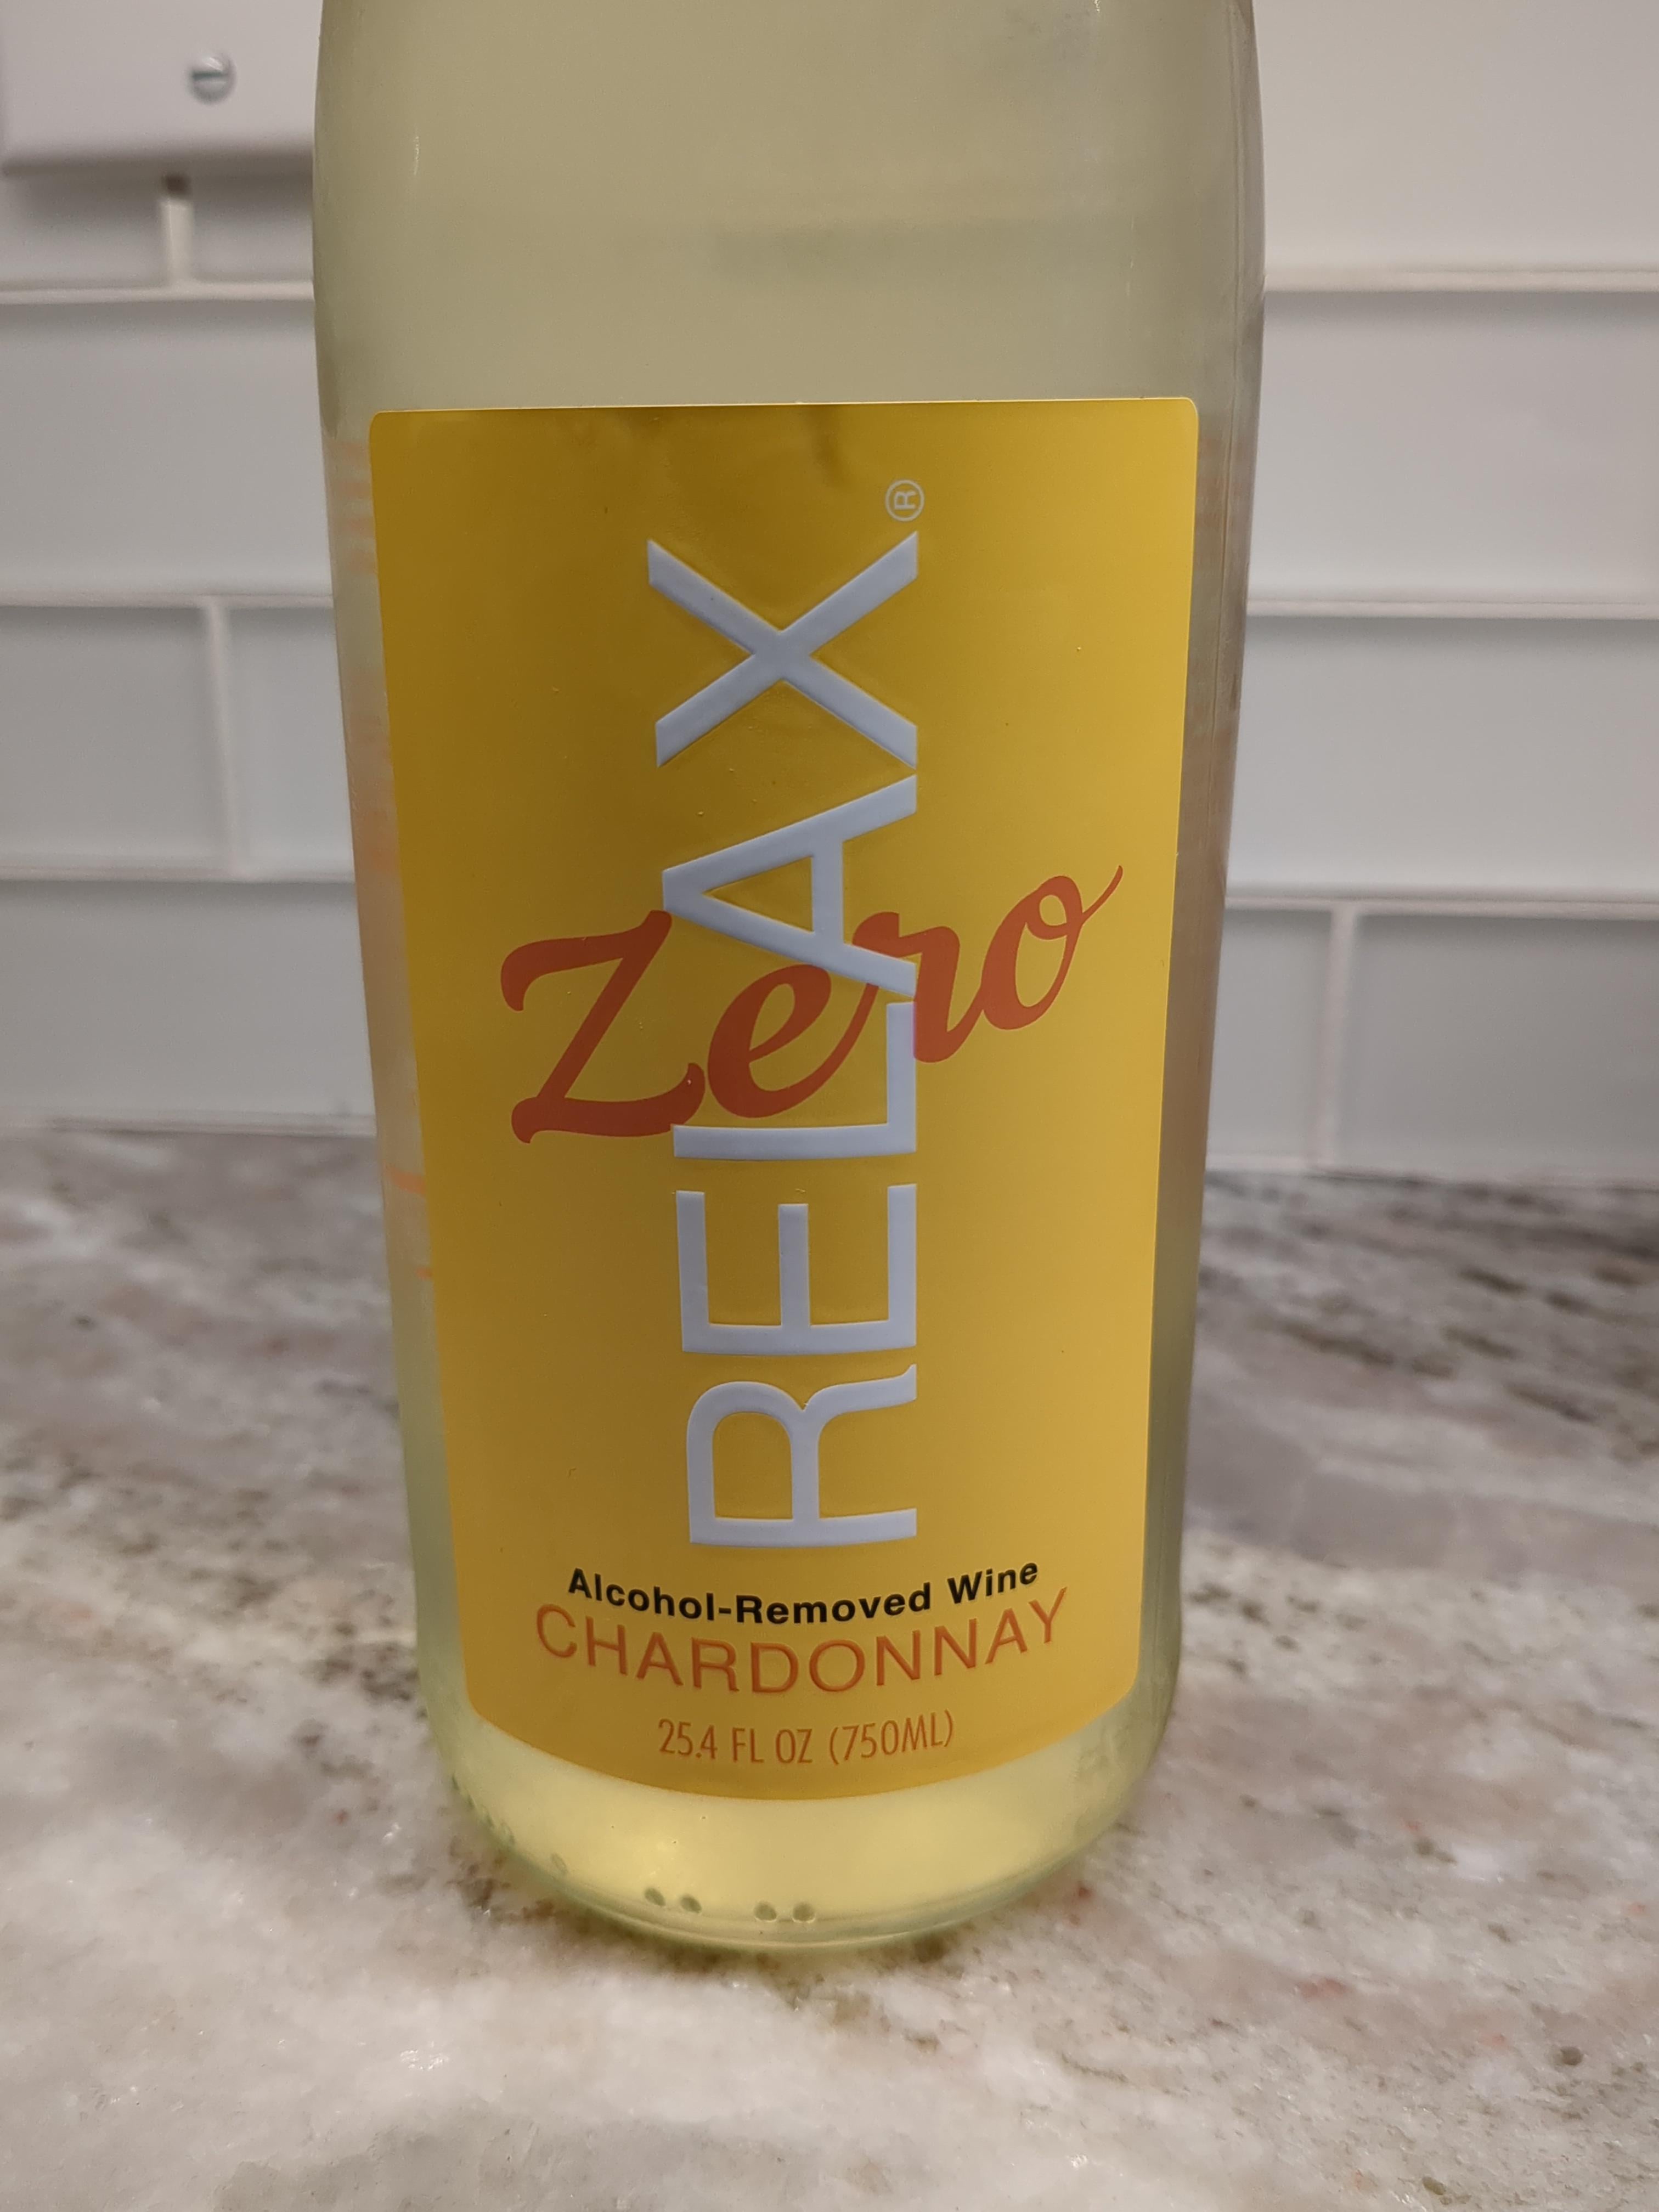 RELAX®
Zero
Alcohol-Removed Wine
CHARDONNAY
25.4 FL OZ (750ML)